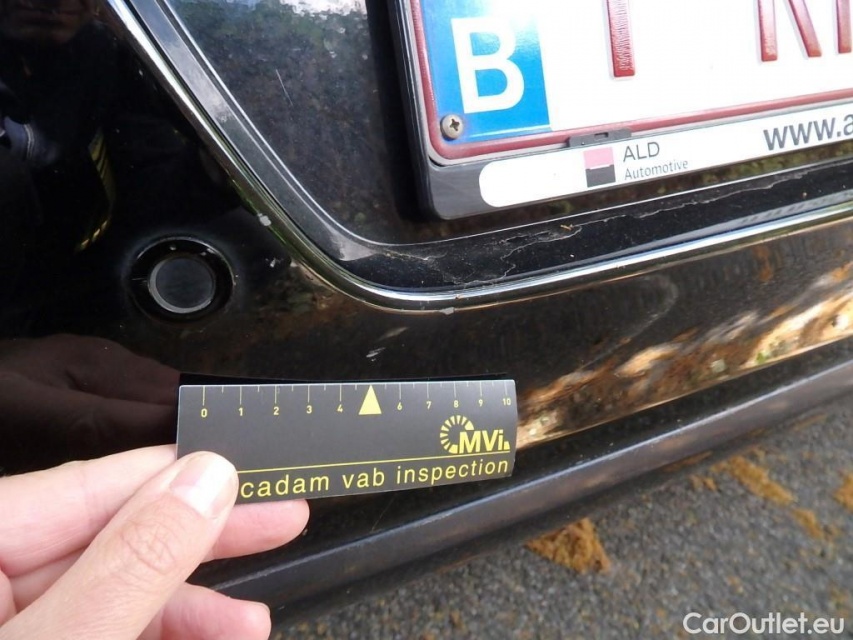 B
ALD
Automotive
www.a
0 1 2 3 4 6 7 8 9 10
MVi.
cadam vab inspection
CarOutlet.eu